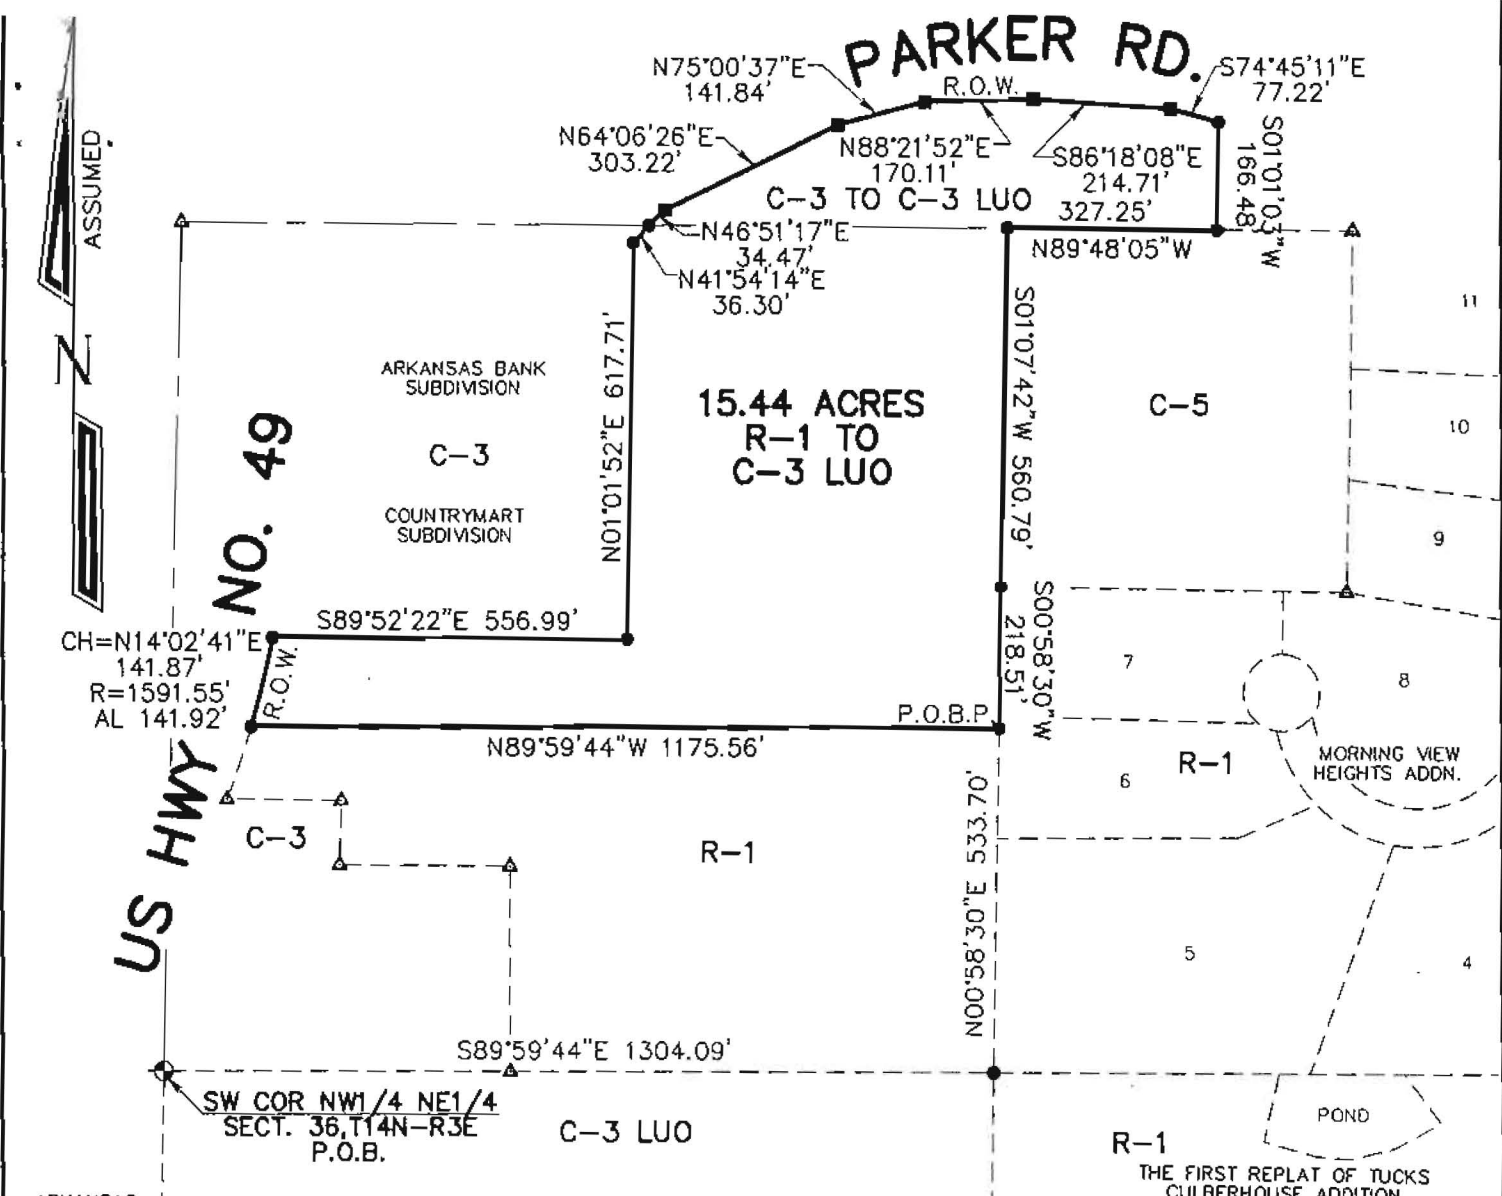 PARKER RD.
R.O.W.
N75°00'37"E
141.84'
S74°45'11"E
77.22'
N64°06'26"E
303.22'
N88°21'52"E
170.11'
S86°18'08"E
214.71'
S01°01'03"W
166.48'
C-3 TO C-3 LUO
327.25'
N89°48'05"W
N46°51'17"E
34.47'
N41°54'14"E
36.30'
ASSUMED
N
N01°01'52"E 617.71'
ARKANSAS BANK
SUBDIVISION
C-3
COUNTRYMART
SUBDIVISION
15.44 ACRES
R-1 TO
C-3 LUO
S01°07'42"W 560.79'
C-5
11
10
9
US HWY NO. 49
S89°52'22"E 556.99'
CH=N14°02'41"E
141.87'
R=1591.55'
AL 141.92'
R.O.W.
S00°58'30"W
218.51'
P.O.B.P.
N89°59'44"W 1175.56'
7
8
6
R-1
MORNING VIEW
HEIGHTS ADDN.
C-3
R-1
N00°58'30"E 533.70'
5
4
S89°59'44"E 1304.09'
SW COR NW1/4 NE1/4
SECT. 36,T14N-R3E
P.O.B.
C-3 LUO
POND
R-1
THE FIRST REPLAT OF TUCKS
CULBERHOUSE ADDITION
ARKANSAS